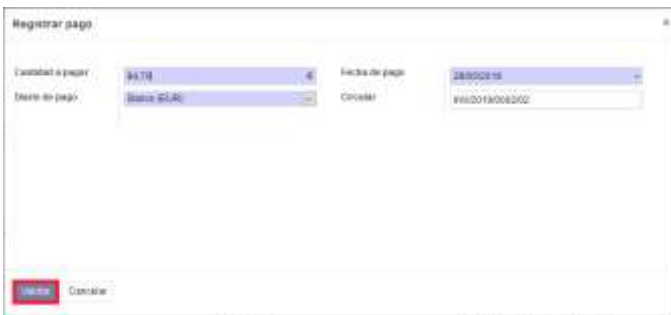 Registrar pago
Cantidad a pagar
€
Fecha de pago
Diario de pago
Banco (EUR)
Circular
Validar
Cancelar